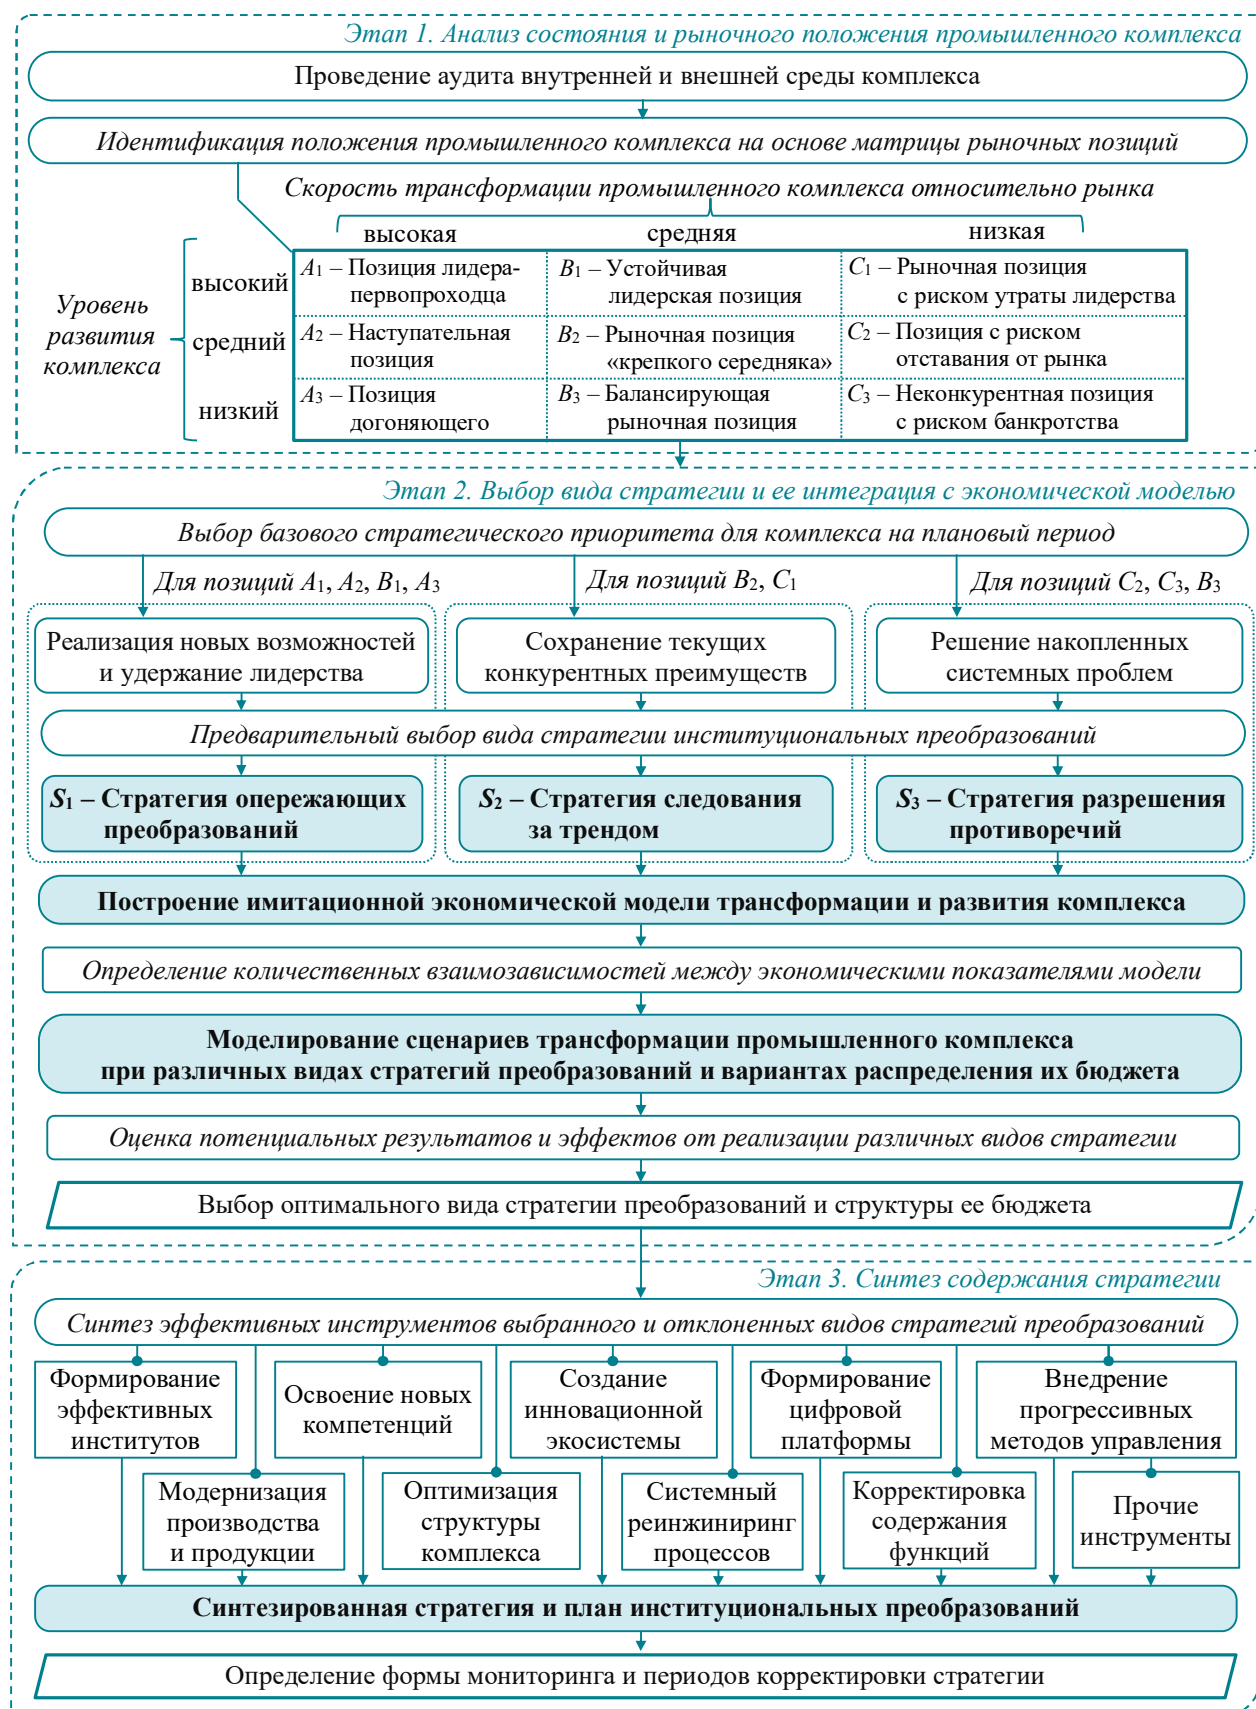 Этап 1. Анализ состояния и рыночного положения промышленного комплекса
Проведение аудита внутренней и внешней среды комплекса
Идентификация положения промышленного комплекса на основе матрицы рыночных позиций
Скорость трансформации промышленного комплекса относительно рынка
высокая
средняя
низкая
Уровень
развития
комплекса
высокий
A1 – Позиция лидера-
первопроходца
B1 – Устойчивая
лидерская позиция
C1 – Рыночная позиция
с риском утраты лидерства
средний
A2 – Наступательная
позиция
B2 – Рыночная позиция
«крепкого середняка»
C2 – Позиция с риском
отставания от рынка
низкий
A3 – Позиция
догоняющего
B3 – Балансирующая
рыночная позиция
C3 – Неконкурентная позиция
с риском банкротства
Этап 2. Выбор вида стратегии и ее интеграция с экономической моделью
Выбор базового стратегического приоритета для комплекса на плановый период
Для позиций A1, A2, B1, A3
Для позиций B2, C1
Для позиций C2, C3, B3
Реализация новых возможностей
и удержание лидерства
Сохранение текущих
конкурентных преимуществ
Решение накопленных
системных проблем
Предварительный выбор вида стратегии институциональных преобразований
S1 – Стратегия опережающих
преобразований
S2 – Стратегия следования
за трендом
S3 – Стратегия разрешения
противоречий
Построение имитационной экономической модели трансформации и развития комплекса
Определение количественных взаимозависимостей между экономическими показателями модели
Моделирование сценариев трансформации промышленного комплекса
при различных видах стратегий преобразований и вариантах распределения их бюджета
Оценка потенциальных результатов и эффектов от реализации различных видов стратегии
Выбор оптимального вида стратегии преобразований и структуры ее бюджета
Этап 3. Синтез содержания стратегии
Синтез эффективных инструментов выбранного и отклоненных видов стратегий преобразований
Формирование
эффективных
институтов
Освоение новых
компетенций
Создание
инновационной
экосистемы
Формирование
цифровой
платформы
Внедрение
прогрессивных
методов управления
Модернизация
производства
и продукции
Оптимизация
структуры
комплекса
Системный
реинжиниринг
процессов
Корректировка
содержания
функций
Прочие
инструменты
Синтезированная стратегия и план институциональных преобразований
Определение формы мониторинга и периодов корректировки стратегии